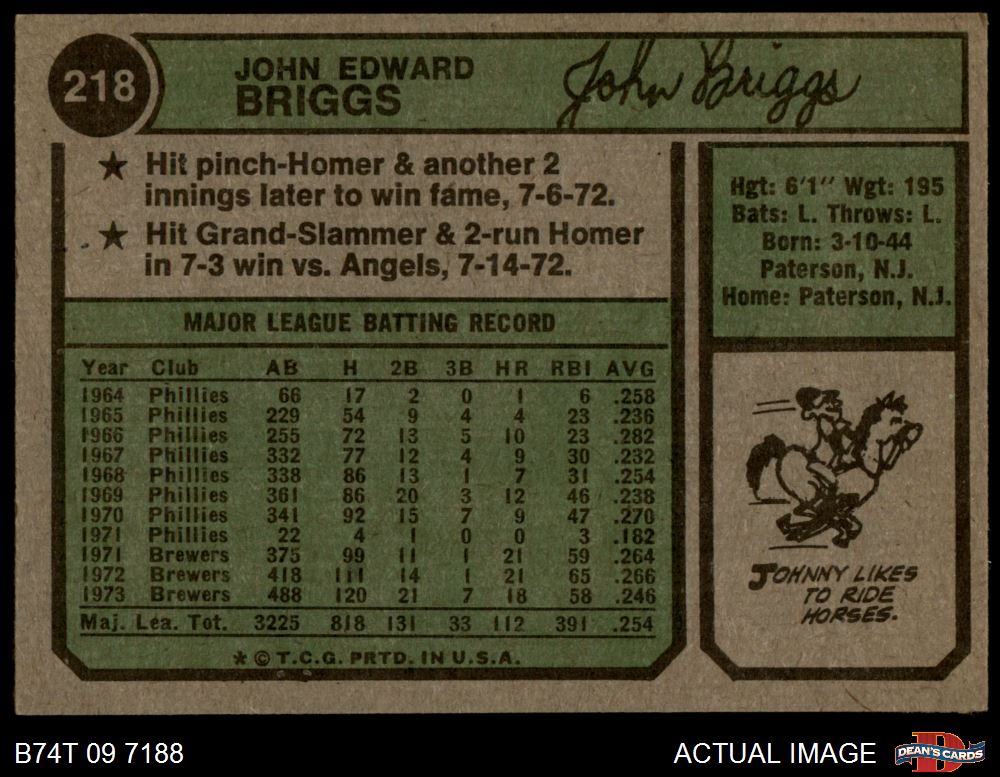 218
JOHN EDWARD
BRIGGS
John Briggs
★ Hit pinch-Homer & another 2
innings later to win fame, 7-6-72.
★ Hit Grand-Slammer & 2-run Homer
in 7-3 win vs. Angels, 7-14-72.
Hgt: 6'1" Wgt: 195
Bats: L. Throws: L.
Born: 3-10-44
Paterson, N.J.
Home: Paterson, N.J.
MAJOR LEAGUE BATTING RECORD
Year Club AB H 2B 3B HR RBI AVG
1964 Phillies 66 17 2 0 1 6 .258
1965 Phillies 229 54 9 4 4 23 .236
1966 Phillies 255 72 13 5 10 23 .282
1967 Phillies 332 77 12 4 9 30 .232
1968 Phillies 338 86 13 1 7 31 .254
1969 Phillies 361 86 20 3 12 46 .238
1970 Phillies 341 92 15 7 9 47 .270
1971 Phillies 22 4 1 0 0 3 .182
1971 Brewers 375 99 11 1 21 59 .264
1972 Brewers 418 111 14 1 21 65 .266
1973 Brewers 488 120 21 7 18 58 .246
Maj. Lea. Tot. 3225 818 131 33 112 391 .254
* © T.C.G. PRTD. IN U.S.A.
JOHNNY LIKES
TO RIDE
HORSES.
B74T 09 7188
ACTUAL IMAGE
D
DEAN'S CARDS